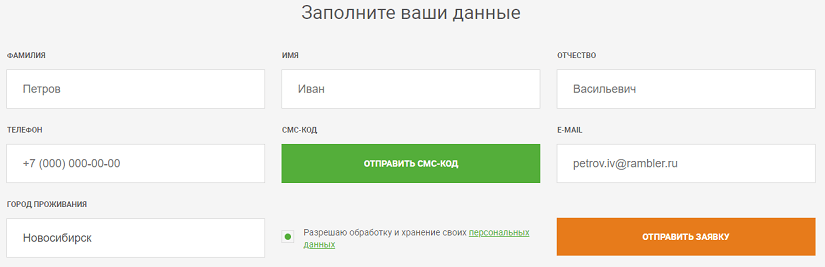 Заполните ваши данные
ФАМИЛИЯ ИМЯ ОТЧЕСТВО
Петров Иван Васильевич
ТЕЛЕФОН СМС-КОД E-MAIL
+7 (000) 000-00-00 ОТПРАВИТЬ СМС-КОД petrov.iv@rambler.ru
ГОРОД ПРОЖИВАНИЯ
Новосибирск Разрешаю обработку и хранение своих персональных ОТПРАВИТЬ ЗАЯВКУ
данных